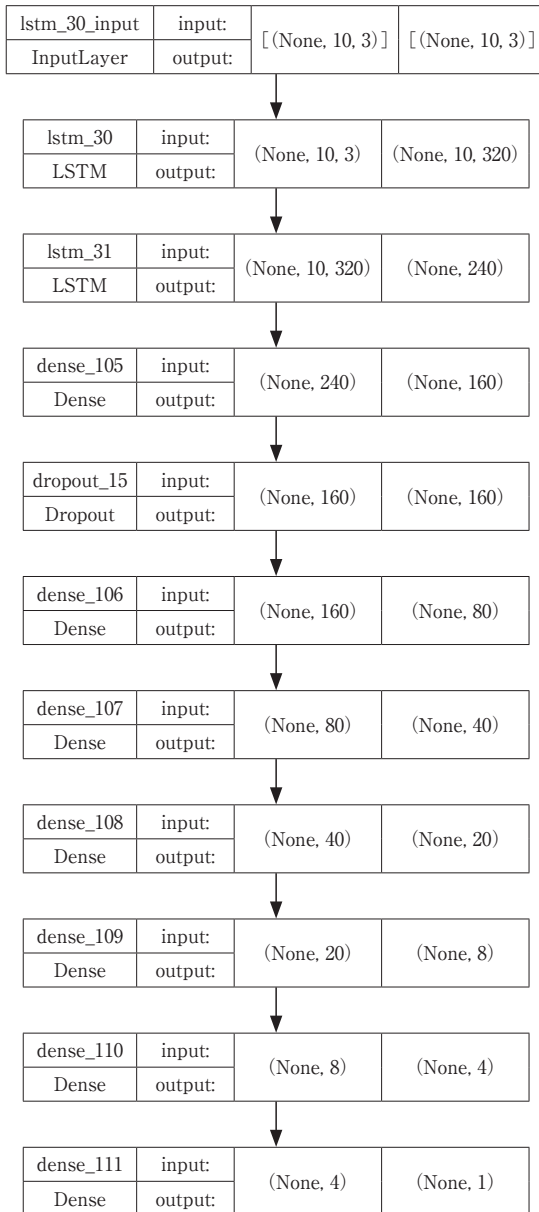 lstm_30_input input: [(None, 10, 3)] [(None, 10, 3)]
InputLayer output:
lstm_30 input: (None, 10, 3) (None, 10, 320)
LSTM output:
lstm_31 input: (None, 10, 320) (None, 240)
LSTM output:
dense_105 input: (None, 240) (None, 160)
Dense output:
dropout_15 input: (None, 160) (None, 160)
Dropout output:
dense_106 input: (None, 160) (None, 80)
Dense output:
dense_107 input: (None, 80) (None, 40)
Dense output:
dense_108 input: (None, 40) (None, 20)
Dense output:
dense_109 input: (None, 20) (None, 8)
Dense output:
dense_110 input: (None, 8) (None, 4)
Dense output:
dense_111 input: (None, 4) (None, 1)
Dense output: